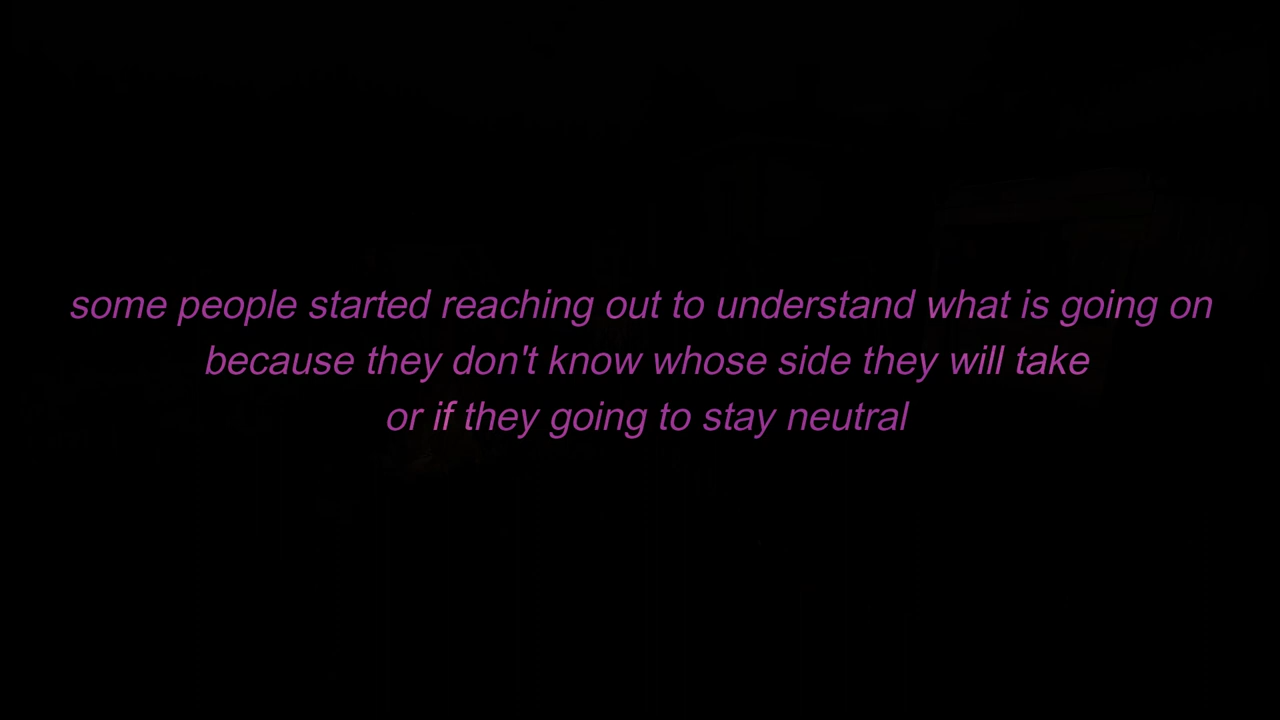 some people started reaching out to understand what is going on
because they don't know whose side they will take
or if they going to stay neutral